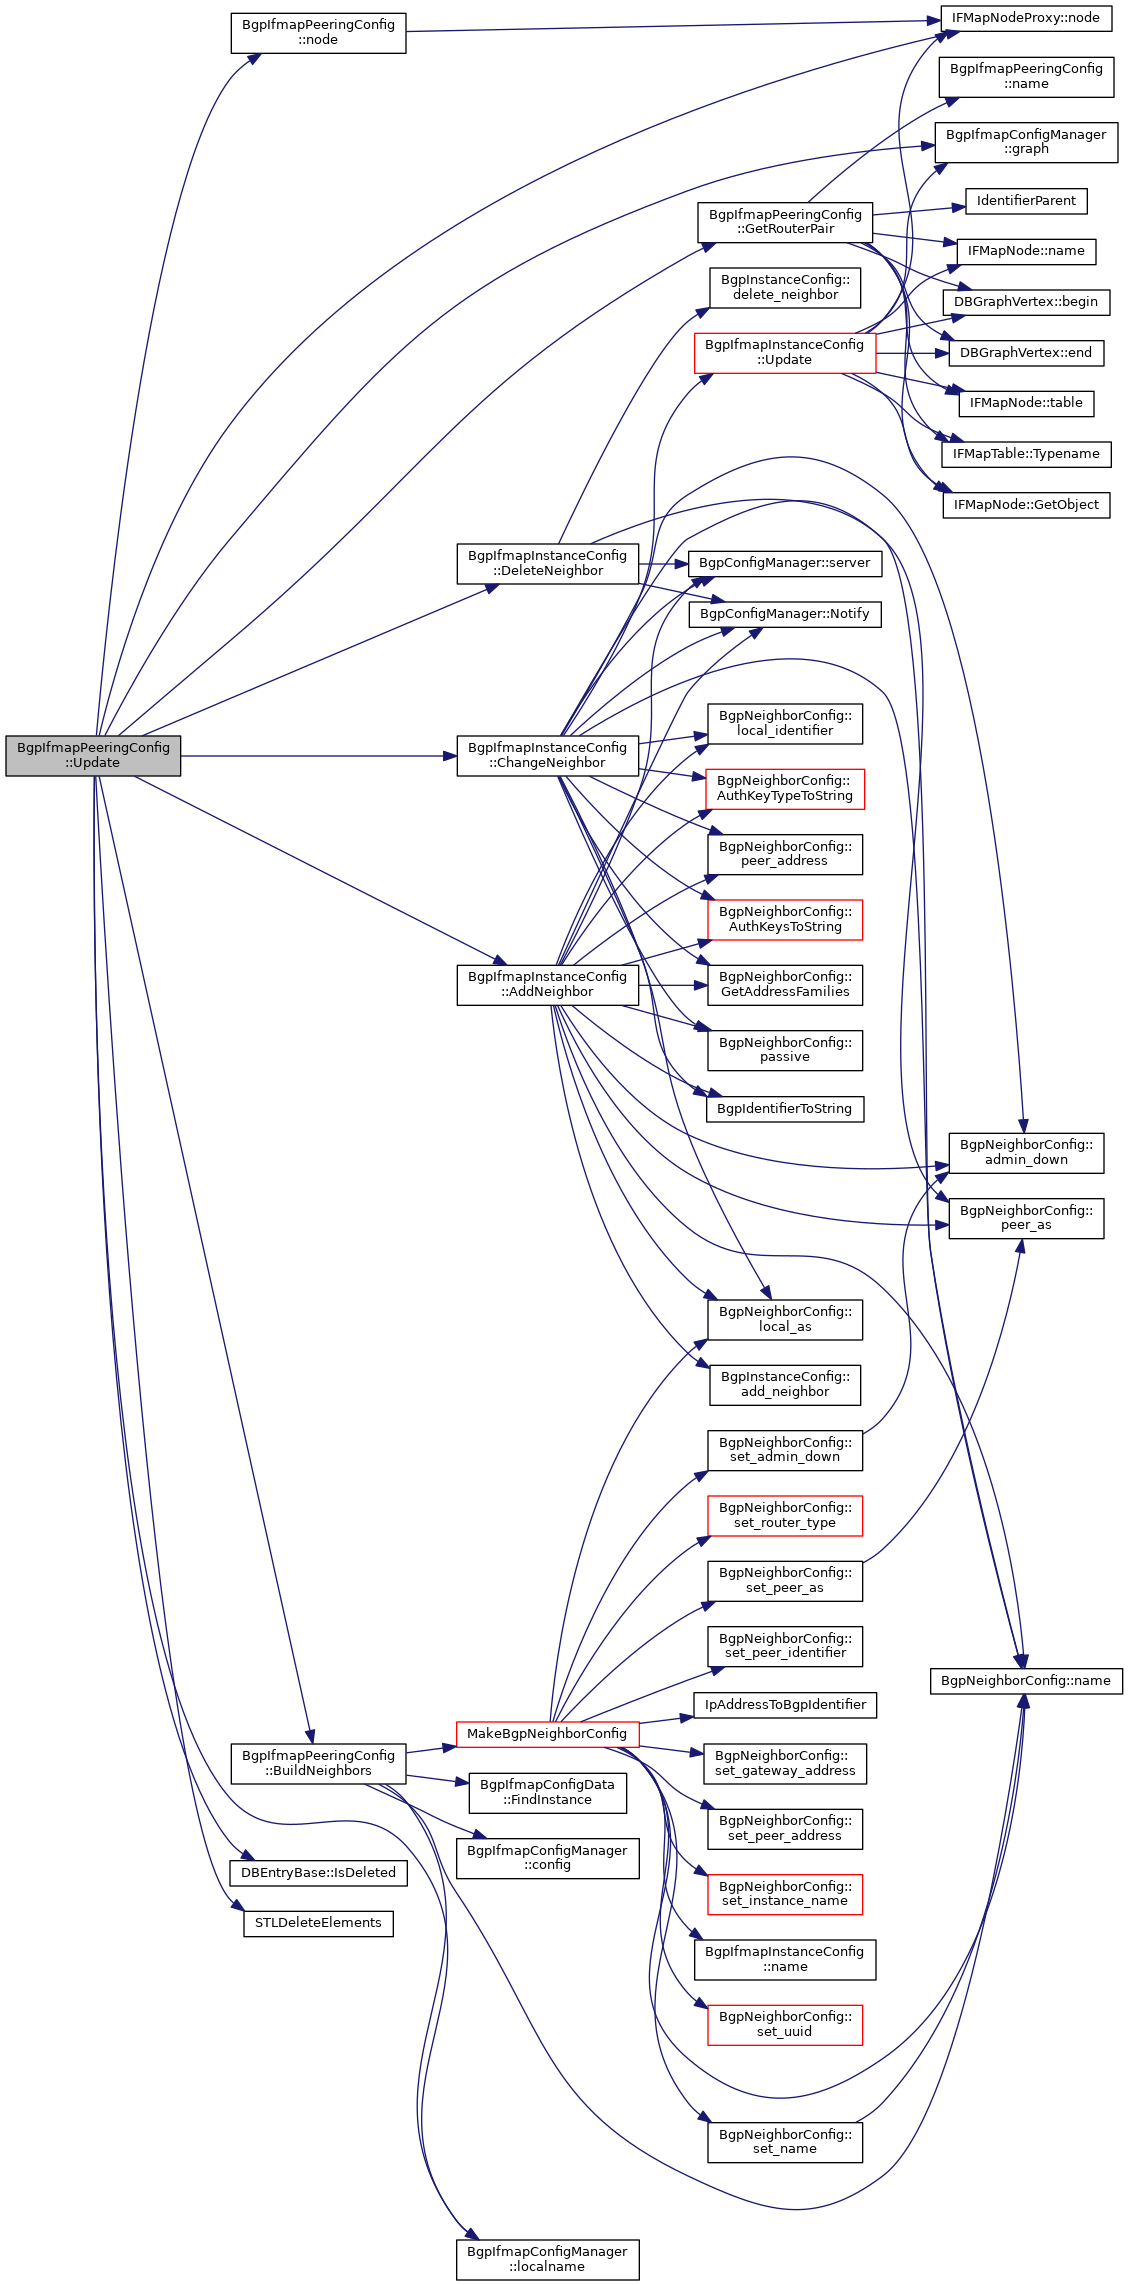 BgpIfmapPeeringConfig
::Update
BgpIfmapPeeringConfig
::node
BgpIfmapPeeringConfig
::BuildNeighbors
DBEntryBase::IsDeleted
STLDeleteElements
BgpIfmapInstanceConfig
::DeleteNeighbor
BgpIfmapInstanceConfig
::ChangeNeighbor
BgpIfmapInstanceConfig
::AddNeighbor
MakeBgpNeighborConfig
BgpIfmapConfigData
::FindInstance
BgpIfmapConfigManager
::config
BgpIfmapConfigManager
::localname
BgpIfmapPeeringConfig
::GetRouterPair
BgpInstanceConfig::
delete_neighbor
BgpIfmapInstanceConfig
::Update
BgpConfigManager::server
BgpConfigManager::Notify
BgpNeighborConfig::
local_identifier
BgpNeighborConfig::
AuthKeyTypeToString
BgpNeighborConfig::
peer_address
BgpNeighborConfig::
AuthKeysToString
BgpNeighborConfig::
GetAddressFamilies
BgpNeighborConfig::
passive
BgpIdentifierToString
BgpNeighborConfig::
local_as
BgpInstanceConfig::
add_neighbor
BgpNeighborConfig::
set_admin_down
BgpNeighborConfig::
set_router_type
BgpNeighborConfig::
set_peer_as
BgpNeighborConfig::
set_peer_identifier
IpAddressToBgpIdentifier
BgpNeighborConfig::
set_gateway_address
BgpNeighborConfig::
set_peer_address
BgpNeighborConfig::
set_instance_name
BgpIfmapInstanceConfig
::name
BgpNeighborConfig::
set_uuid
BgpNeighborConfig::
set_name
IFMapNodeProxy::node
BgpIfmapPeeringConfig
::name
BgpIfmapConfigManager
::graph
IdentifierParent
IFMapNode::name
DBGraphVertex::begin
DBGraphVertex::end
IFMapNode::table
IFMapTable::Typename
IFMapNode::GetObject
BgpNeighborConfig::
admin_down
BgpNeighborConfig::
peer_as
BgpNeighborConfig::name